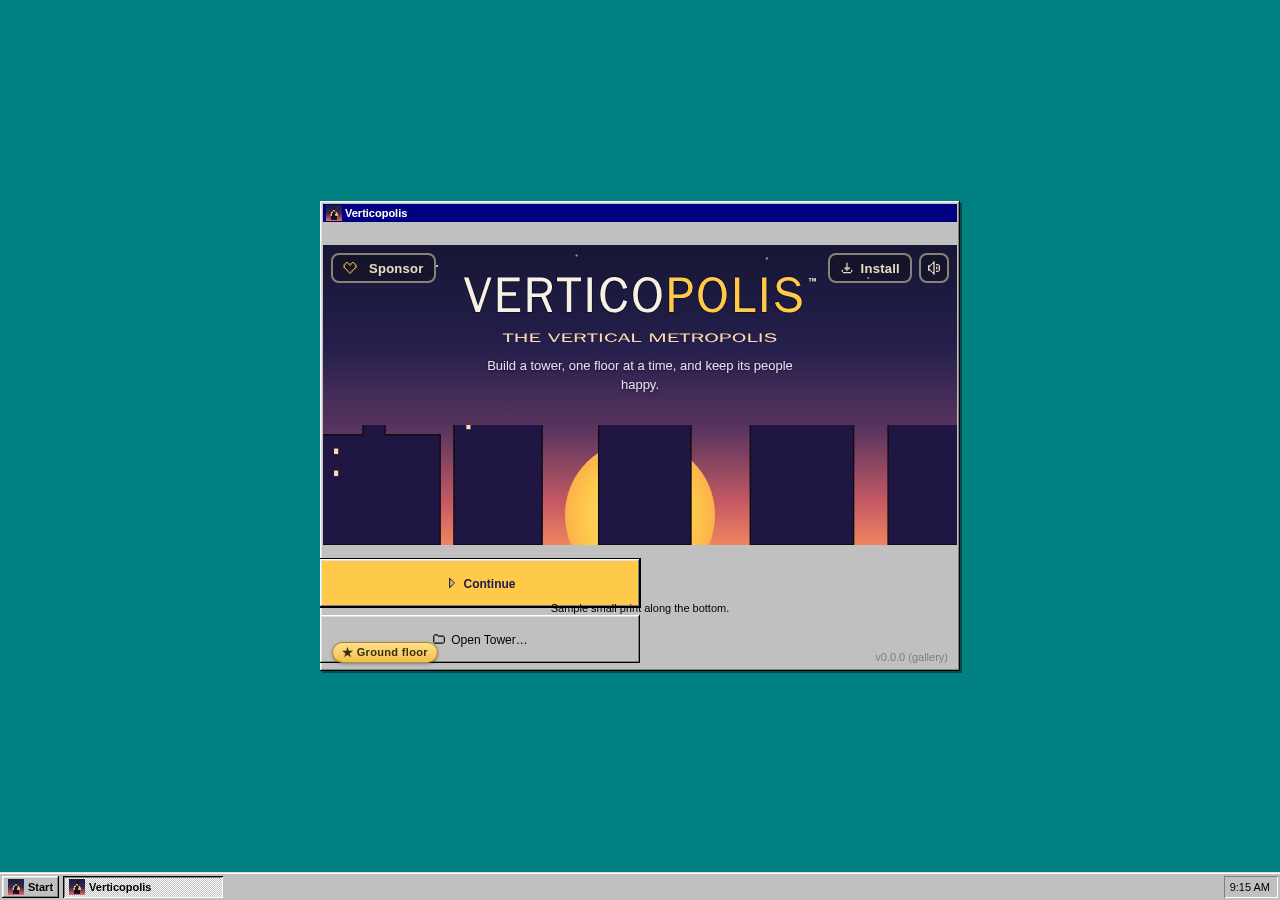 Verticopolis
Sponsor
Install
VERTICOPOLIS™
THE VERTICAL METROPOLIS
Build a tower, one floor at a time, and keep its people
happy.
Continue
Sample small print along the bottom.
Open Tower…
★ Ground floor
v0.0.0 (gallery)
Start
Verticopolis
9:15 AM